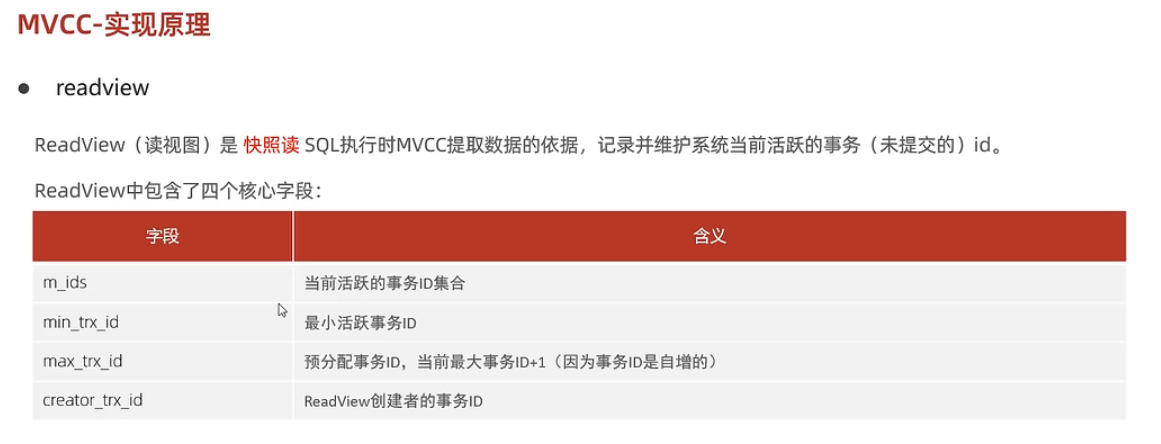 MVCC-实现原理
● readview
ReadView（读视图）是 快照读 SQL执行时MVCC提取数据的依据，记录并维护系统当前活跃的事务（未提交的）id。
ReadView中包含了四个核心字段：
字段 含义
m_ids 当前活跃的事务ID集合
min_trx_id 最小活跃事务ID
max_trx_id 预分配事务ID，当前最大事务ID+1（因为事务ID是自增的）
creator_trx_id ReadView创建者的事务ID